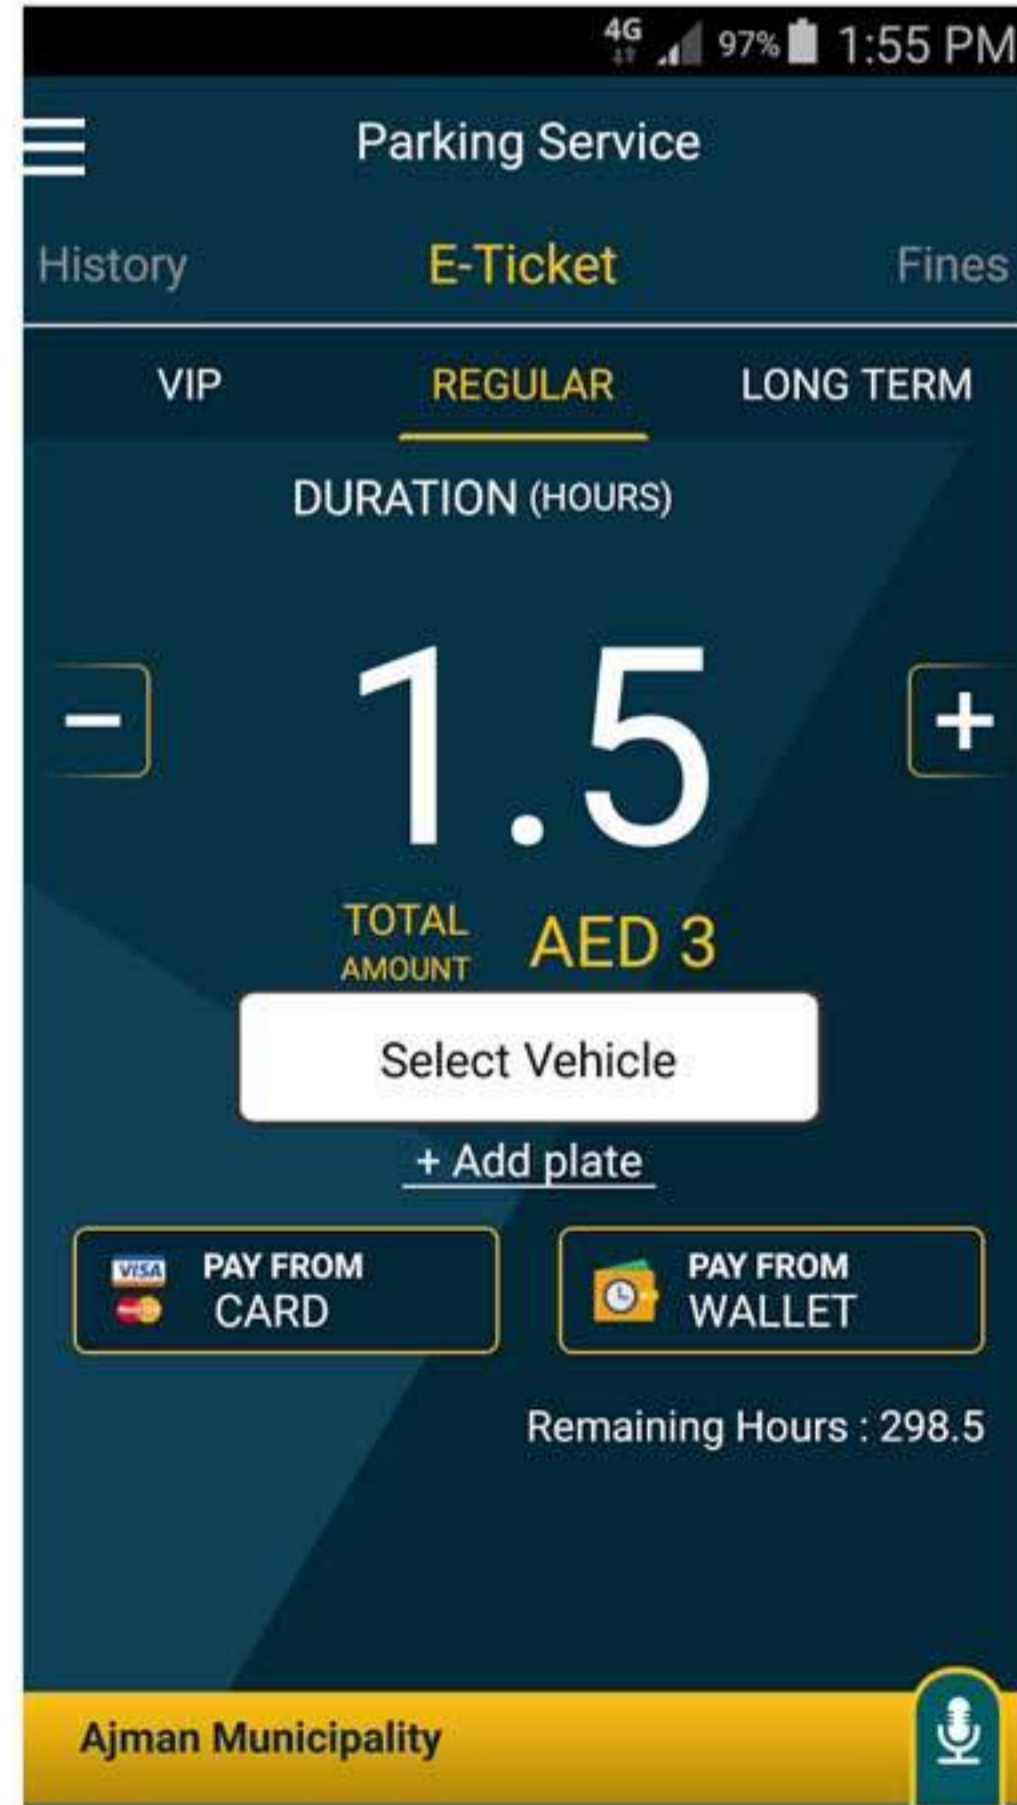 4G 97% 1:55 PM
Parking Service
History E-Ticket Fines
VIP REGULAR LONG TERM
DURATION (HOURS)
− 1.5 +
TOTAL AMOUNT AED 3
Select Vehicle
+ Add plate
VISA PAY FROM CARD
PAY FROM WALLET
Remaining Hours : 298.5
Ajman Municipality